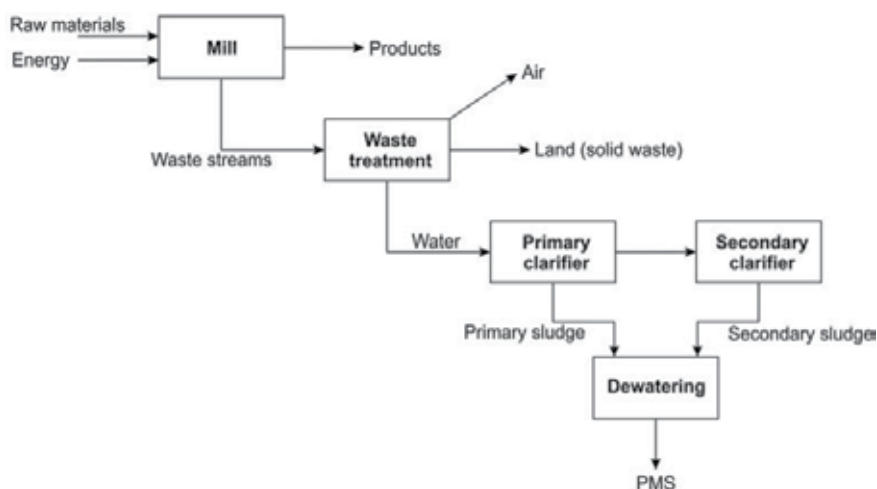 Raw materials
Energy
Mill
Products
Air
Waste
treatment
Waste streams
Land (solid waste)
Water
Primary
clarifier
Secondary
clarifier
Primary sludge
Secondary sludge
Dewatering
PMS